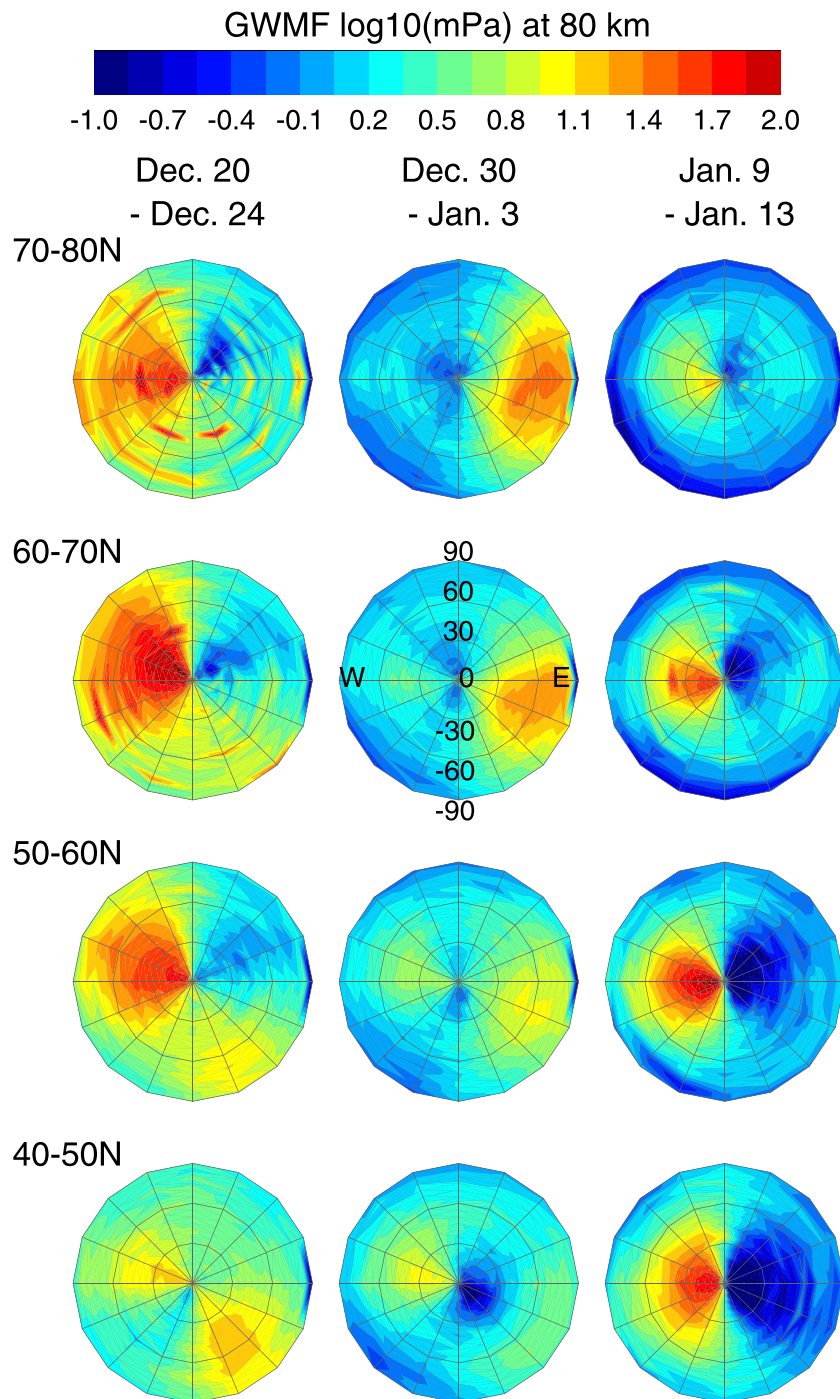 GWMF log10(mPa) at 80 km
-1.0 -0.7 -0.4 -0.1 0.2 0.5 0.8 1.1 1.4 1.7 2.0
Dec. 20 Dec. 30 Jan. 9
- Dec. 24 - Jan. 3 - Jan. 13
70-80N
60-70N
90
60
30
W 0 E
-30
-60
-90
50-60N
40-50N